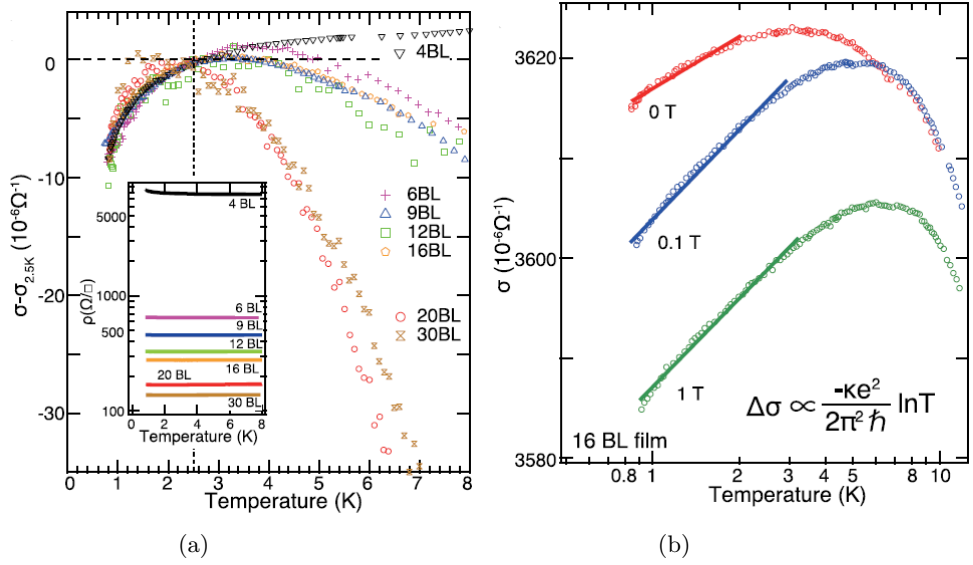 4BL
0
-10
-20
-30
σ-σ2.5K (10-6Ω-1)
6BL
9BL
12BL
16BL
20BL
30BL
5000
1000
500
100
ρ(Ω/□)
4 BL
6 BL
9 BL
12 BL
16 BL
20 BL
30 BL
0 2 4 6 8
Temperature (K)
0 1 2 3 4 5 6 7 8
Temperature (K)
(a)
3620
3600
3580
σ (10-6Ω-1)
0 T
0.1 T
1 T
Δσ ∝ -κe2 / 2π2ℏ lnT
16 BL film
0.8 1 2 3 4 6 8 10
Temperature (K)
(b)